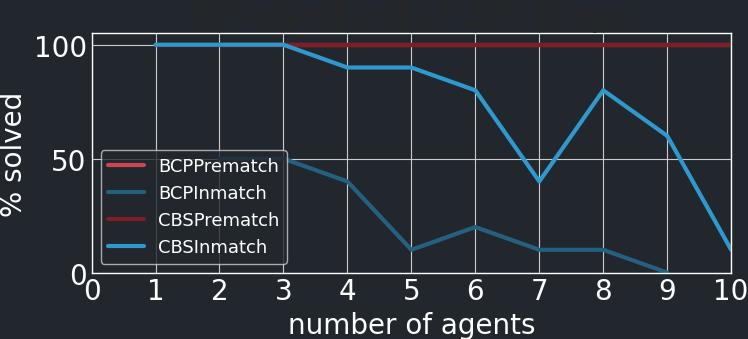 100
50
0
% solved
BCPPrematch
BCPInmatch
CBSPrematch
CBSInmatch
0 1 2 3 4 5 6 7 8 9 10
number of agents